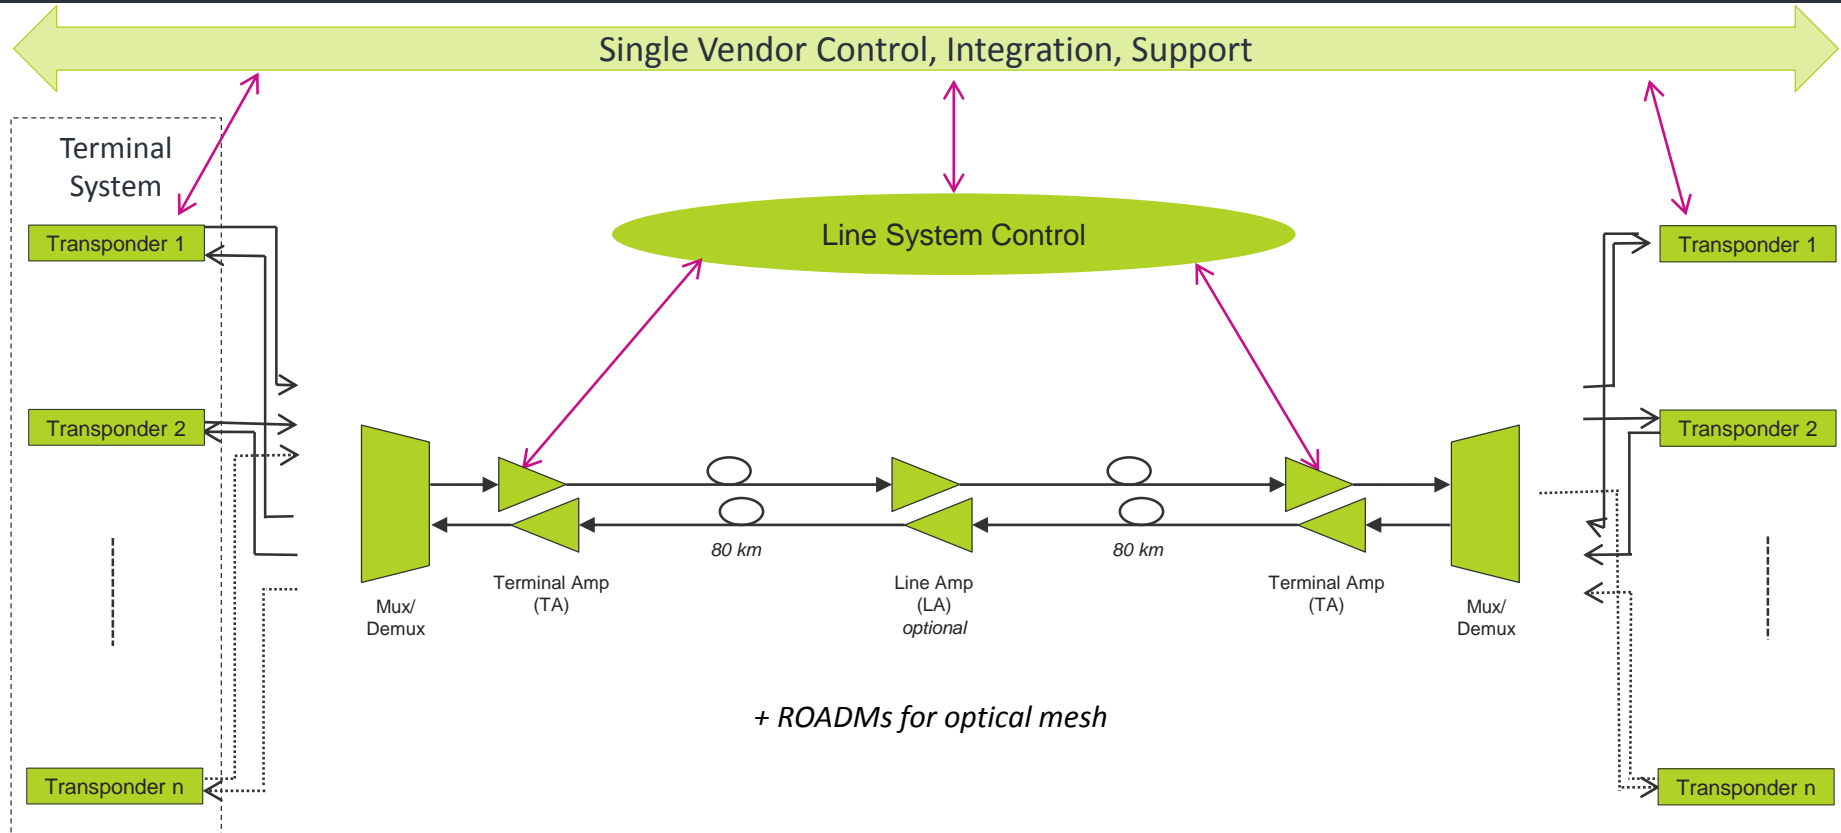 Single Vendor Control, Integration, Support
Terminal
System
Line System Control
Transponder 1
Transponder 1
Transponder 2
Transponder 2
80 km
80 km
Terminal Amp
(TA)
Line Amp
(LA)
optional
Terminal Amp
(TA)
Mux/
Demux
Mux/
Demux
+ ROADMs for optical mesh
Transponder n
Transponder n